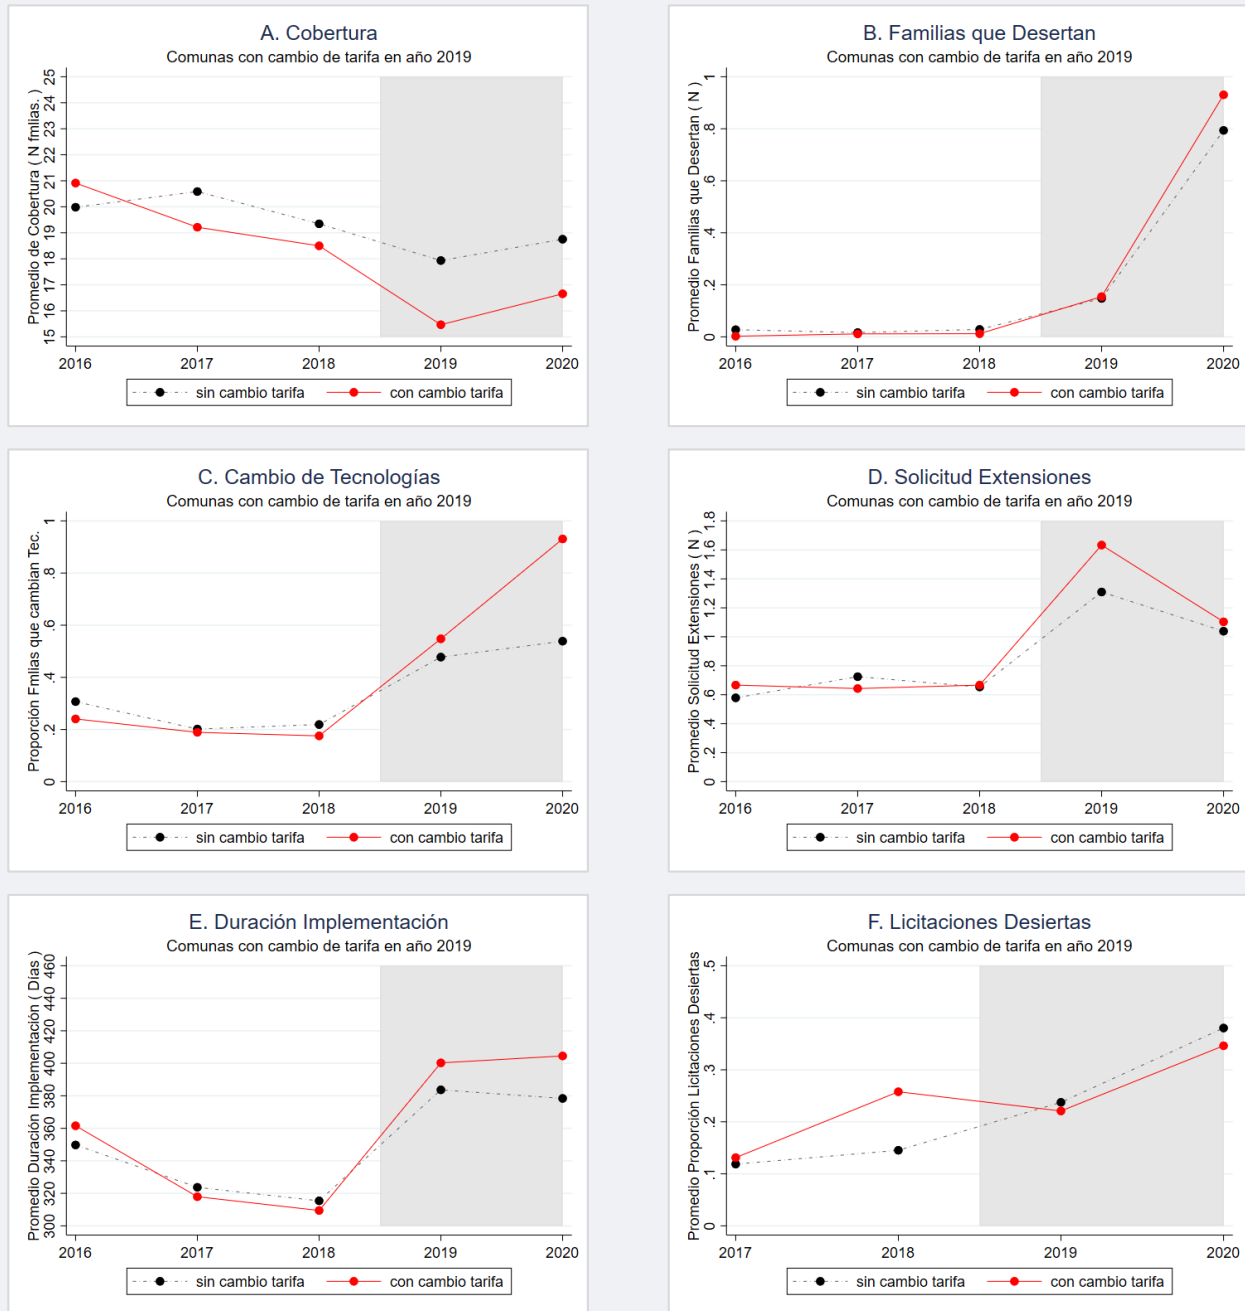 A. Cobertura
Comunas con cambio de tarifa en año 2019
Promedio de Cobertura ( N fmlias. )
25
24
23
22
21
20
19
18
17
16
15
2016 2017 2018 2019 2020
sin cambio tarifa con cambio tarifa
B. Familias que Desertan
Comunas con cambio de tarifa en año 2019
Promedio Familias que Desertan ( N )
1
.8
.6
.4
.2
0
2016 2017 2018 2019 2020
sin cambio tarifa con cambio tarifa
C. Cambio de Tecnologías
Comunas con cambio de tarifa en año 2019
Proporción Fmlias que cambian Tec.
1
.8
.6
.4
.2
0
2016 2017 2018 2019 2020
sin cambio tarifa con cambio tarifa
D. Solicitud Extensiones
Comunas con cambio de tarifa en año 2019
Promedio Solicitud Extensiones ( N )
1.8
1.6
1.4
1.2
1
.8
.6
.4
.2
0
2016 2017 2018 2019 2020
sin cambio tarifa con cambio tarifa
E. Duración Implementación
Comunas con cambio de tarifa en año 2019
Promedio Duración Implementación ( Días )
460
440
420
400
380
360
340
320
300
2016 2017 2018 2019 2020
sin cambio tarifa con cambio tarifa
F. Licitaciones Desiertas
Comunas con cambio de tarifa en año 2019
Promedio Proporción Licitaciones Desiertas
.5
.4
.3
.2
.1
0
2017 2018 2019 2020
sin cambio tarifa con cambio tarifa